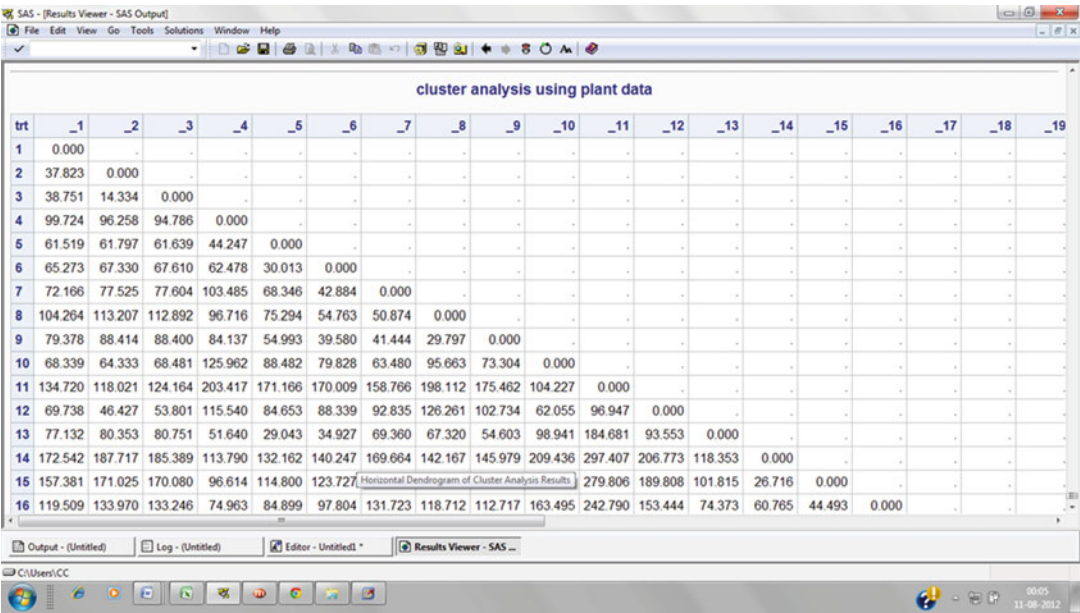 SAS - [Results Viewer - SAS Output]
File Edit View Go Tools Solutions Window Help
cluster analysis using plant data
trt _1 _2 _3 _4 _5 _6 _7 _8 _9 _10 _11 _12 _13 _14 _15 _16 _17 _18 _19
1 0.000 . . . . . . . . . . . . . . . . . .
2 37.823 0.000 . . . . . . . . . . . . . . . . .
3 38.751 14.334 0.000 . . . . . . . . . . . . . . . .
4 99.724 96.258 94.786 0.000 . . . . . . . . . . . . . . .
5 61.519 61.797 61.639 44.247 0.000 . . . . . . . . . . . . . .
6 65.273 67.330 67.610 62.478 30.013 0.000 . . . . . . . . . . . . .
7 72.166 77.525 77.604 103.485 68.346 42.884 0.000 . . . . . . . . . . . .
8 104.264 113.207 112.892 96.716 75.294 54.763 50.874 0.000 . . . . . . . . . . .
9 79.378 88.414 88.400 84.137 54.993 39.580 41.444 29.797 0.000 . . . . . . . . . .
10 68.339 64.333 68.481 125.962 88.482 79.828 63.480 95.663 73.304 0.000 . . . . . . . . .
11 134.720 118.021 124.164 203.417 171.166 170.009 158.766 198.112 175.462 104.227 0.000 . . . . . . . .
12 69.738 46.427 53.801 115.540 84.653 88.339 92.835 126.261 102.734 62.055 96.947 0.000 . . . . . . .
13 77.132 80.353 80.751 51.640 29.043 34.927 69.360 67.320 54.603 98.941 184.681 93.553 0.000 . . . . . .
14 172.542 187.717 185.389 113.790 132.162 140.247 169.664 142.167 145.979 209.436 297.407 206.773 118.353 0.000 . . . . .
15 157.381 171.025 170.080 96.614 114.800 123.727 Horizontal Dendrogram of Cluster Analysis Results 279.806 189.808 101.815 26.716 0.000 . . . .
16 119.509 133.970 133.246 74.963 84.899 97.804 131.723 118.712 112.717 163.495 242.790 153.444 74.373 60.765 44.493 0.000 . . .
Output - (Untitled) Log - (Untitled) Editor - Untitled1 * Results Viewer - SAS ...
C:\Users\CC
00:05
11-08-2012